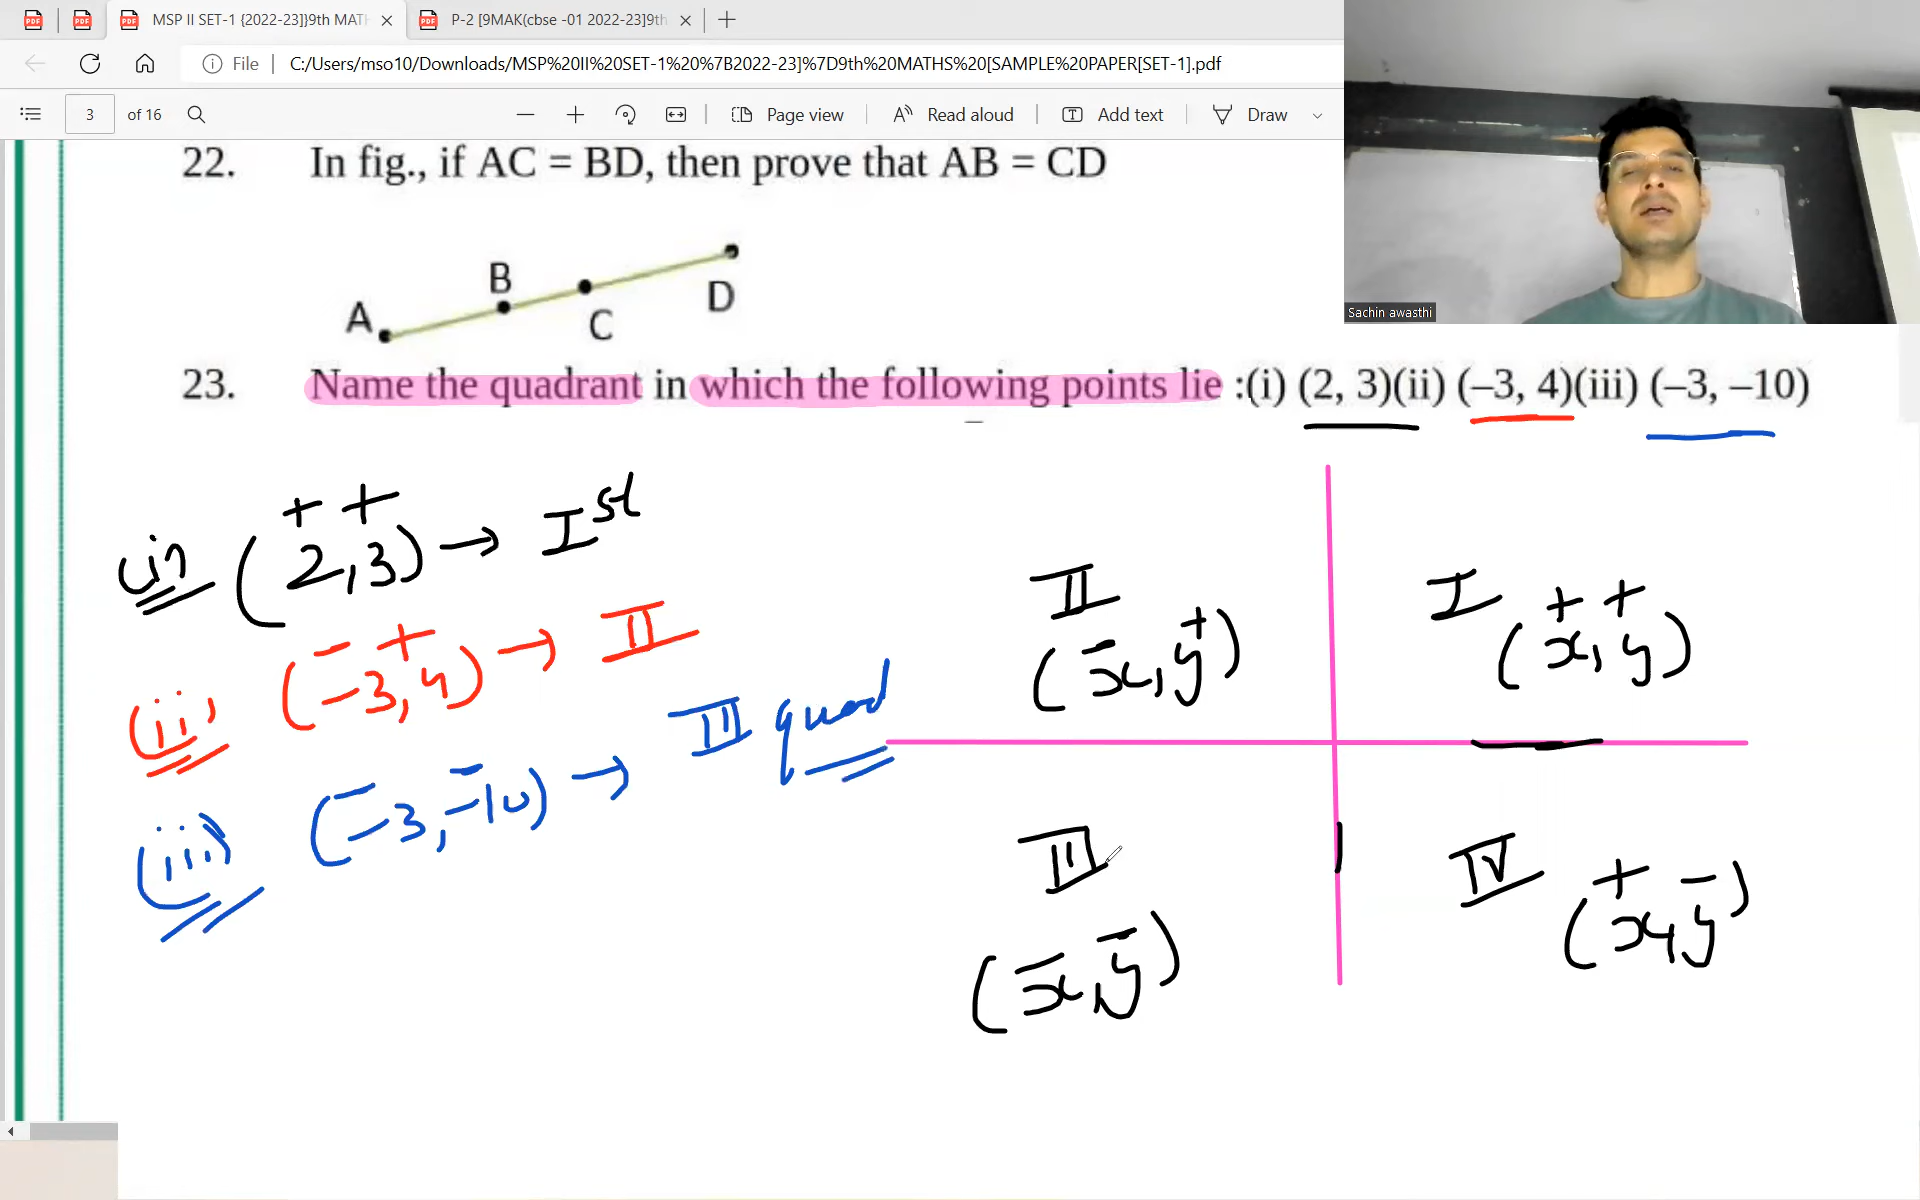 MSP II SET-1 {2022-23]}9th MATH
P-2 [9MAK(cbse -01 2022-23]9th
File
C:/Users/mso10/Downloads/MSP%20II%20SET-1%20%7B2022-23]%7D9th%20MATHS%20[SAMPLE%20PAPER[SET-1].pdf
3 of 16
Page view
Read aloud
Add text
Draw
Sachin awasthi
22. In fig., if AC = BD, then prove that AB = CD
A B C D
23. Name the quadrant in which the following points lie :(i) (2, 3)(ii) (–3, 4)(iii) (–3, –10)
(i) (2,3) → Ist
+ +
(ii) (-3,4) → II
- +
(iii) (-3,-10) → III quad
- -
II
(x,y)
- +
I
(x,y)
+ +
III
(x,y)
- -
IV
(x,y)
+ -